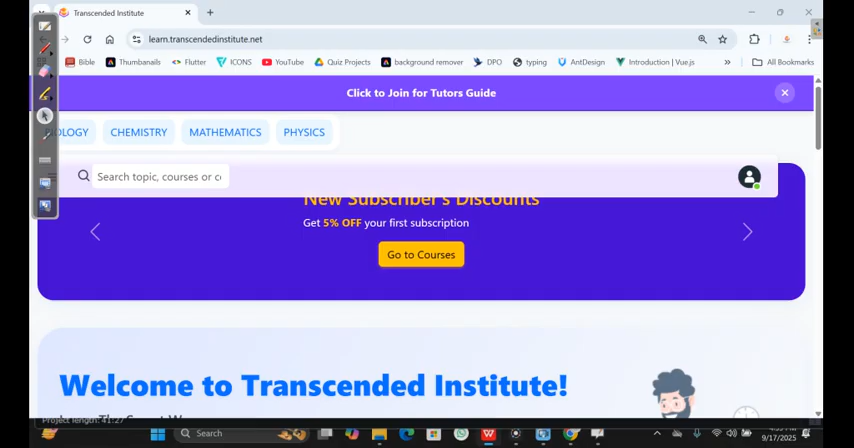 Transcended Institute
learn.transcendedinstitute.net
Bible
Thumbanails
Flutter
ICONS
YouTube
Quiz Projects
background remover
DPO
typing
AntDesign
Introduction | Vue.js
»
All Bookmarks
Click to Join for Tutors Guide
BIOLOGY
CHEMISTRY
MATHEMATICS
PHYSICS
Search topic, courses or co
New Subscriber's Discounts
Get 5% OFF your first subscription
Go to Courses
Welcome to Transcended Institute!
Project length: 41:27
Search
9/17/2025